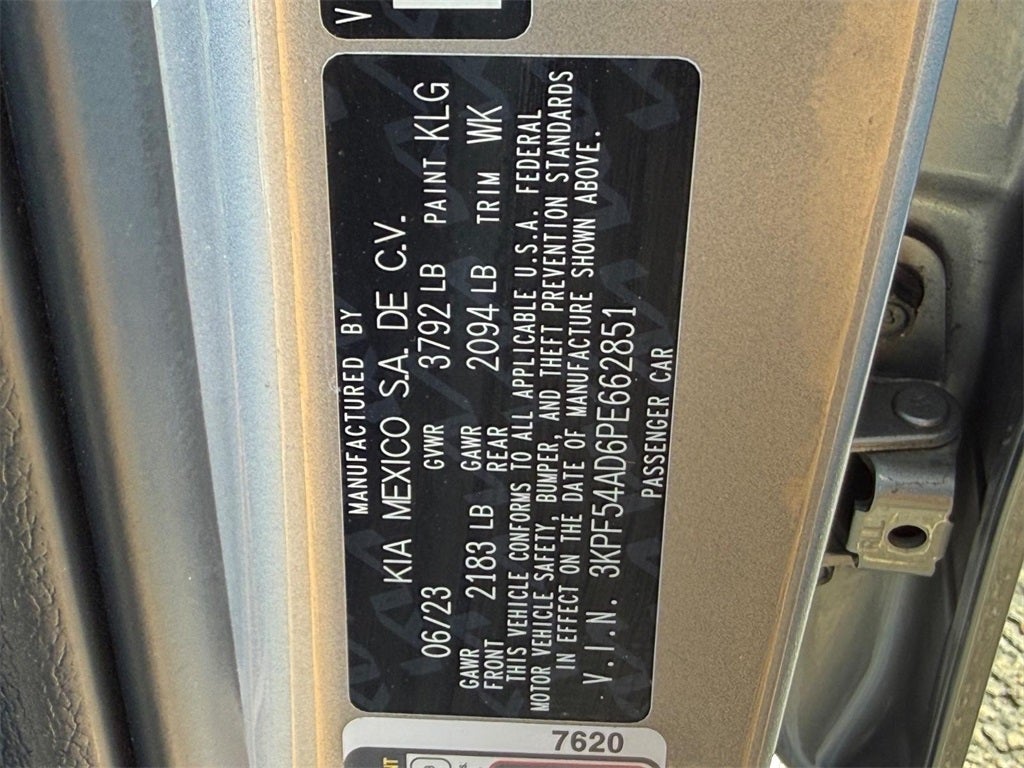 V
MANUFACTURED BY
KIA MEXICO S.A. DE C.V.
06/23 GVWR 3792 LB PAINT KLG
GAWR FRONT 2183 LB GAWR REAR 2094 LB TRIM WK
THIS VEHICLE CONFORMS TO ALL APPLICABLE U.S.A. FEDERAL
MOTOR VEHICLE SAFETY, BUMPER, AND THEFT PREVENTION STANDARDS
IN EFFECT ON THE DATE OF MANUFACTURE SHOWN ABOVE.
V.I.N. 3KPF54AD6PE662851
PASSENGER CAR
7620